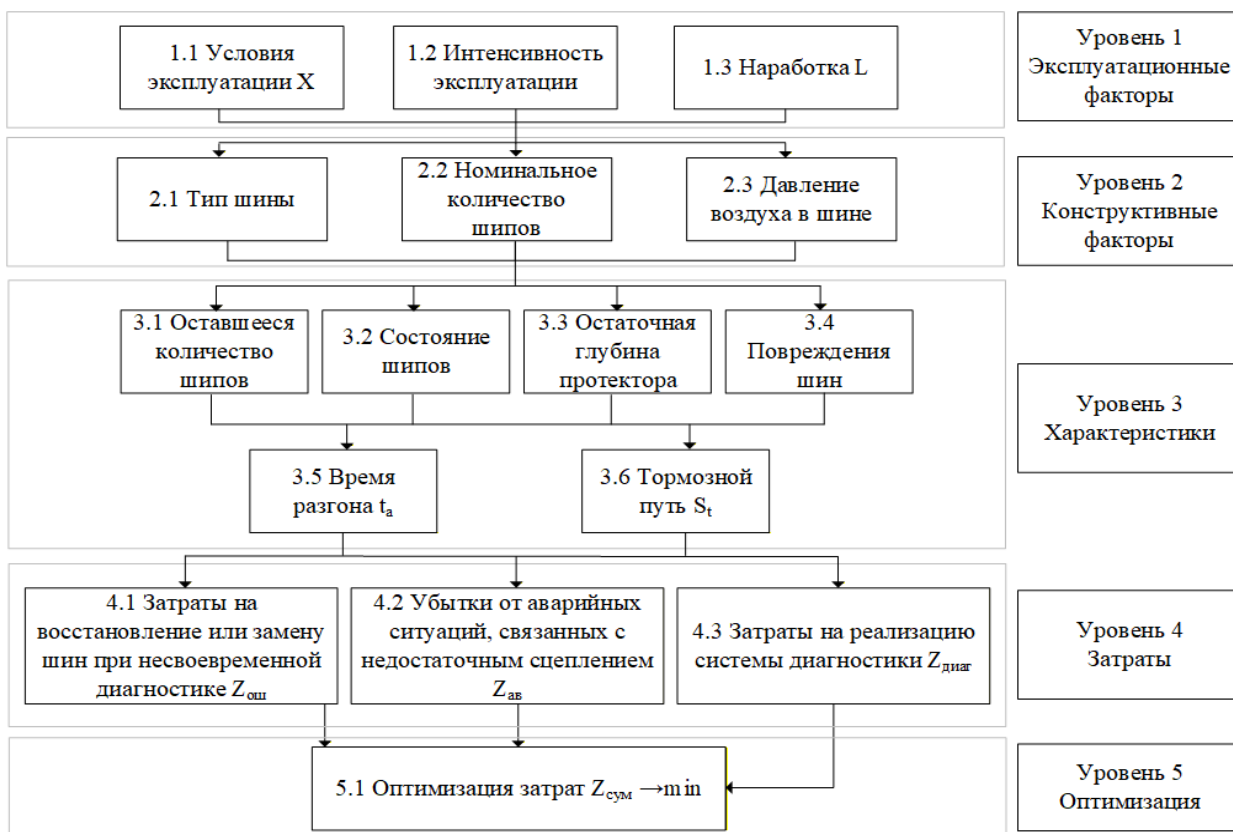 1.1 Условия
эксплуатации X
1.2 Интенсивность
эксплуатации
1.3 Наработка L
Уровень 1
Эксплуатационные
факторы
2.1 Тип шины
2.2 Номинальное
количество
шипов
2.3 Давление
воздуха в шине
Уровень 2
Конструктивные
факторы
3.1 Оставшееся
количество
шипов
3.2 Состояние
шипов
3.3 Остаточная
глубина
протектора
3.4
Повреждения
шин
3.5 Время
разгона tₐ
3.6 Тормозной
путь Sₜ
Уровень 3
Характеристики
4.1 Затраты на
восстановление или замену
шин при несвоевременной
диагностике Zош
4.2 Убытки от аварийных
ситуаций, связанных с
недостаточным сцеплением
Zав
4.3 Затраты на реализацию
системы диагностики Zдиаг
Уровень 4
Затраты
5.1 Оптимизация затрат Zсум →min
Уровень 5
Оптимизация